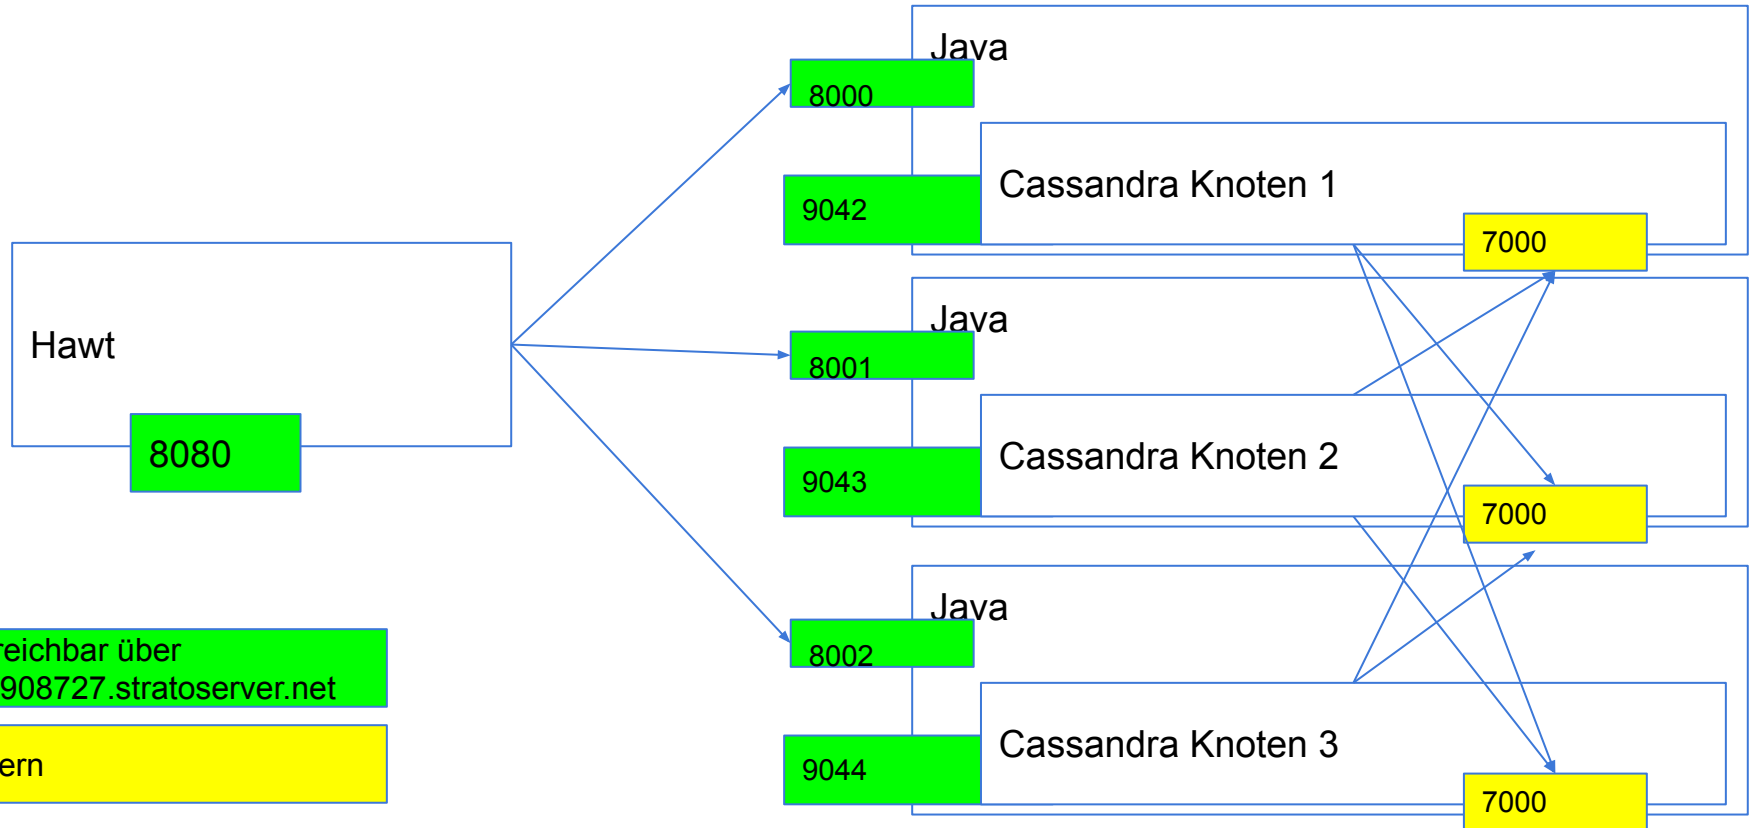 Java
8000
Cassandra Knoten 1
9042
7000
Hawt
8080
Java
8001
Cassandra Knoten 2
9043
7000
Java
8002
Cassandra Knoten 3
9044
7000
reichbar über
908727.stratoserver.net
ern